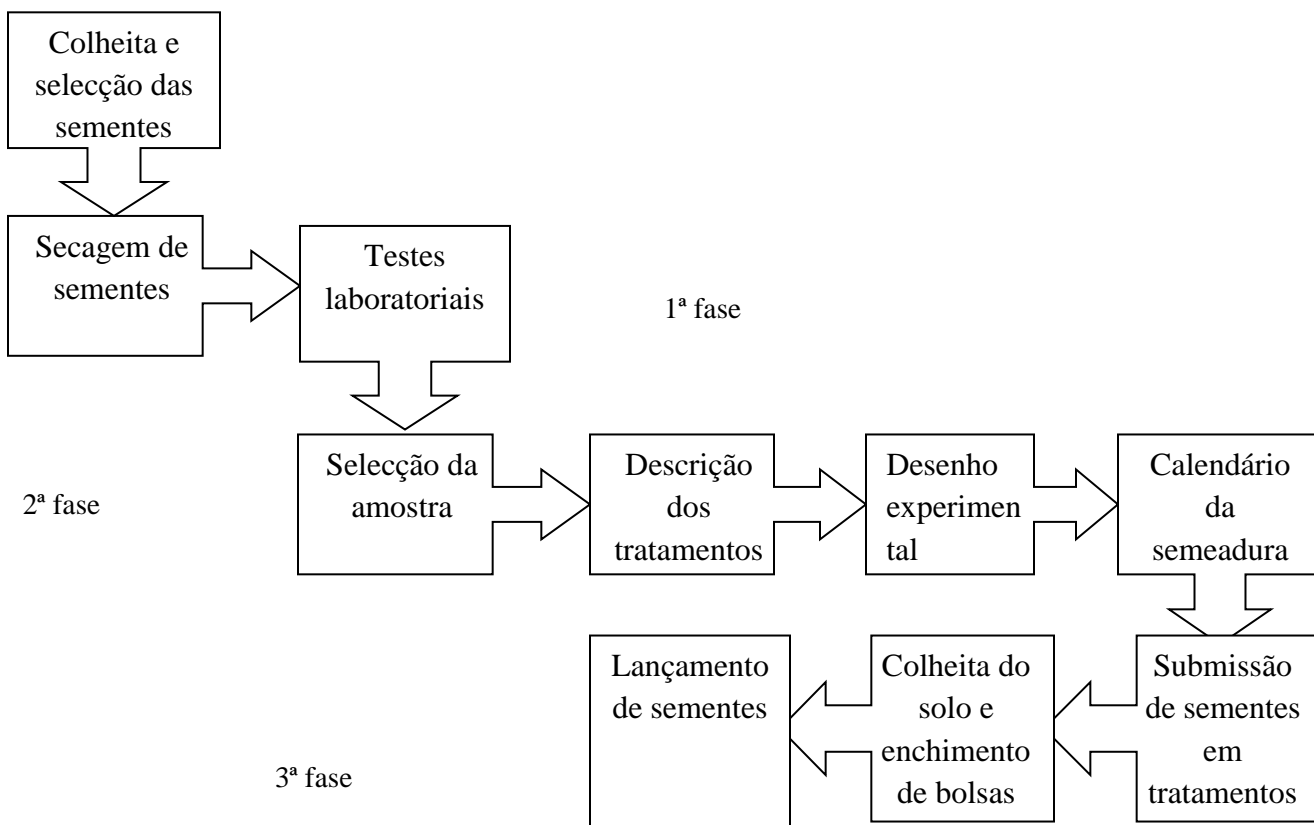 Colheita e
selecção das
sementes
Secagem de
sementes
Testes
laboratoriais
1ª fase
2ª fase
Selecção da
amostra
Descrição
dos
tratamentos
Desenho
experimen
tal
Calendário
da
semeadura
Submissão
de sementes
em
tratamentos
Colheita do
solo e
enchimento
de bolsas
Lançamento
de sementes
3ª fase